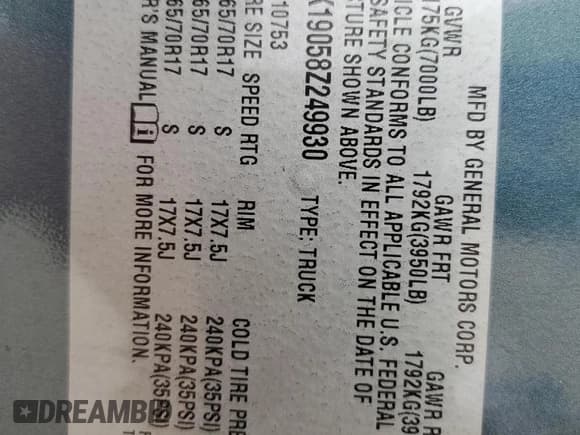 MFD BY GENERAL MOTORS CORP.
GVWR GAWR FRT GAWR R
175KG(7000LB) 1792KG(3950LB) 1792KG(39
ICLE CONFORMS TO ALL APPLICABLE U.S. FEDERAL
SAFETY STANDARDS IN EFFECT ON THE DATE OF
TURE SHOWN ABOVE.
K19058Z249930 TYPE: TRUCK
10753
RE SIZE SPEED RTG RIM COLD TIRE PRE
65/70R17 S 17X7.5J 240KPA(35PSI)
65/70R17 S 17X7.5J 240KPA(35PSI)
65/70R17 S 17X7.5J 240KPA(35PSI)
R'S MANUAL i FOR MORE INFORMATION.
DREAMBID